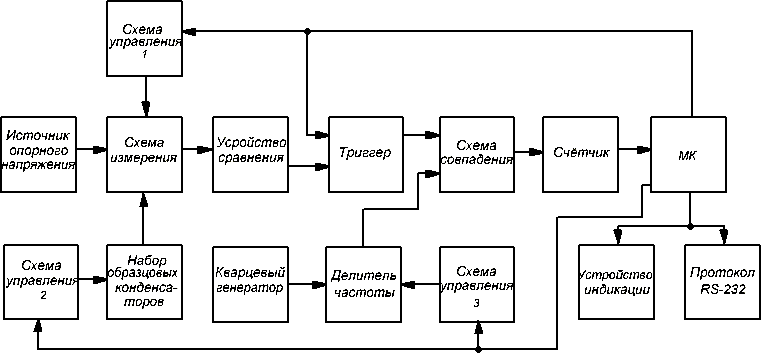 Схема
управления
1
Источник
опорного
напряжения
Схема
измерения
Усройство
сравнения
Триггер
Схема
совпадения
Счётчик
МК
Схема
управления
2
Набор
образцовых
конденса-
торов
Кварцевый
генератор
Делитель
частоты
Схема
управления
3
Устройство
индикации
Протокол
RS-232